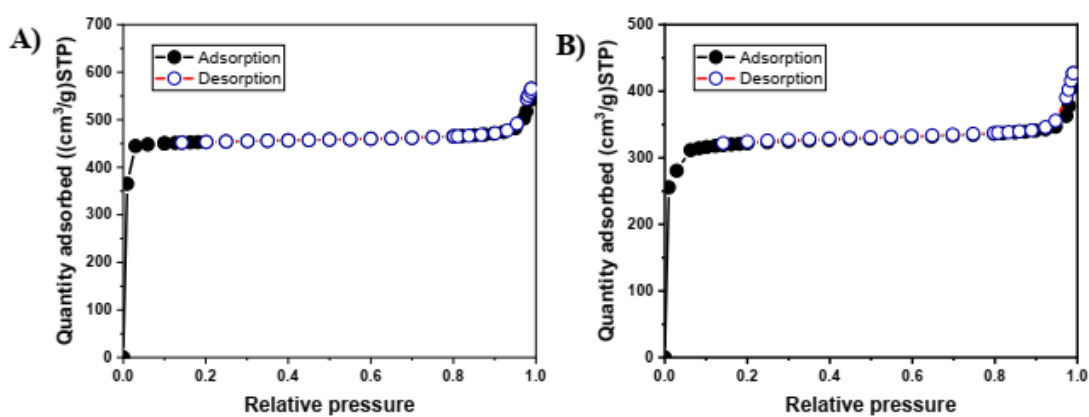 A)
Quantity adsorbed ((cm³/g)STP)
700
600
500
400
300
200
100
0
Adsorption
Desorption
0.0 0.2 0.4 0.6 0.8 1.0
Relative pressure
B)
Quantity adsorbed (cm³/g)STP)
500
400
300
200
100
0
Adsorption
Desorption
0.0 0.2 0.4 0.6 0.8 1.0
Relative pressure